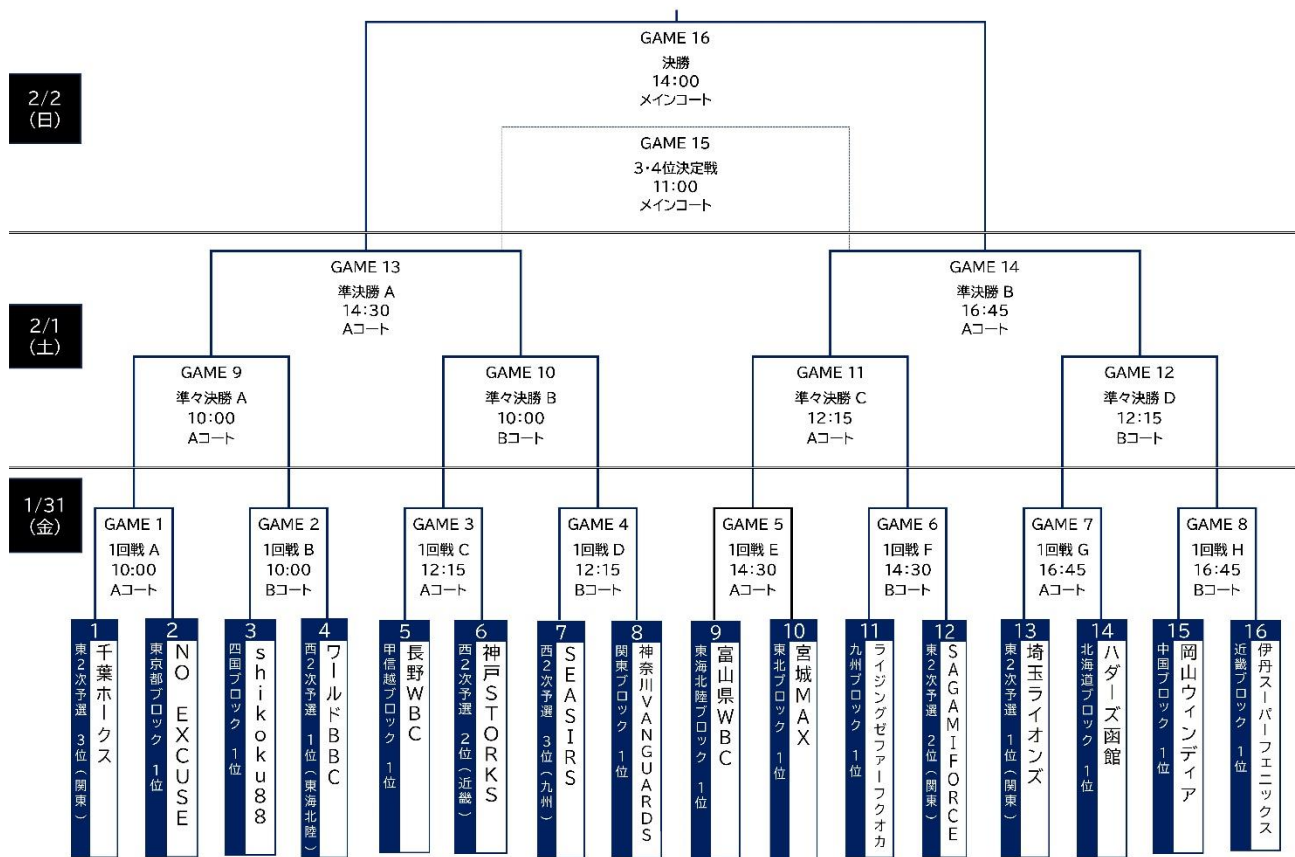 GAME 16
決勝
14:00
メインコート
2/2
(日)
GAME 15
3・4位決定戦
11:00
メインコート
GAME 13
準決勝 A
14:30
Aコート
GAME 14
準決勝 B
16:45
Aコート
2/1
(土)
GAME 9
準々決勝 A
10:00
Aコート
GAME 10
準々決勝 B
10:00
Bコート
GAME 11
準々決勝 C
12:15
Aコート
GAME 12
準々決勝 D
12:15
Bコート
1/31
(金)
GAME 1
1回戦 A
10:00
Aコート
GAME 2
1回戦 B
10:00
Bコート
GAME 3
1回戦 C
12:15
Aコート
GAME 4
1回戦 D
12:15
Bコート
GAME 5
1回戦 E
14:30
Aコート
GAME 6
1回戦 F
14:30
Bコート
GAME 7
1回戦 G
16:45
Aコート
GAME 8
1回戦 H
16:45
Bコート
1
千葉ホークス
東2次予選 3位(関東)
2
NO EXCUSE
東京都ブロック 1位
3
shikoku88
四国ブロック 1位
4
ワールドBBC
西2次予選 1位(東海北陸)
5
長野WBC
甲信越ブロック 1位
6
神戸STORKS
西2次予選 2位(近畿)
7
SEASIRS
西2次予選 3位(九州)
8
神奈川VANGUARDS
関東ブロック 1位
9
富山県WBC
東海北陸ブロック 1位
10
宮城MAX
東北ブロック 1位
11
ライジングゼファーフクオカ
九州ブロック 1位
12
SAGAMIFORCE
東2次予選 2位(関東)
13
埼玉ライオンズ
東2次予選 1位(関東)
14
ハダーズ函館
北海道ブロック 1位
15
岡山ウィンディア
中国ブロック 1位
16
伊丹スーパーフェニックス
近畿ブロック 1位